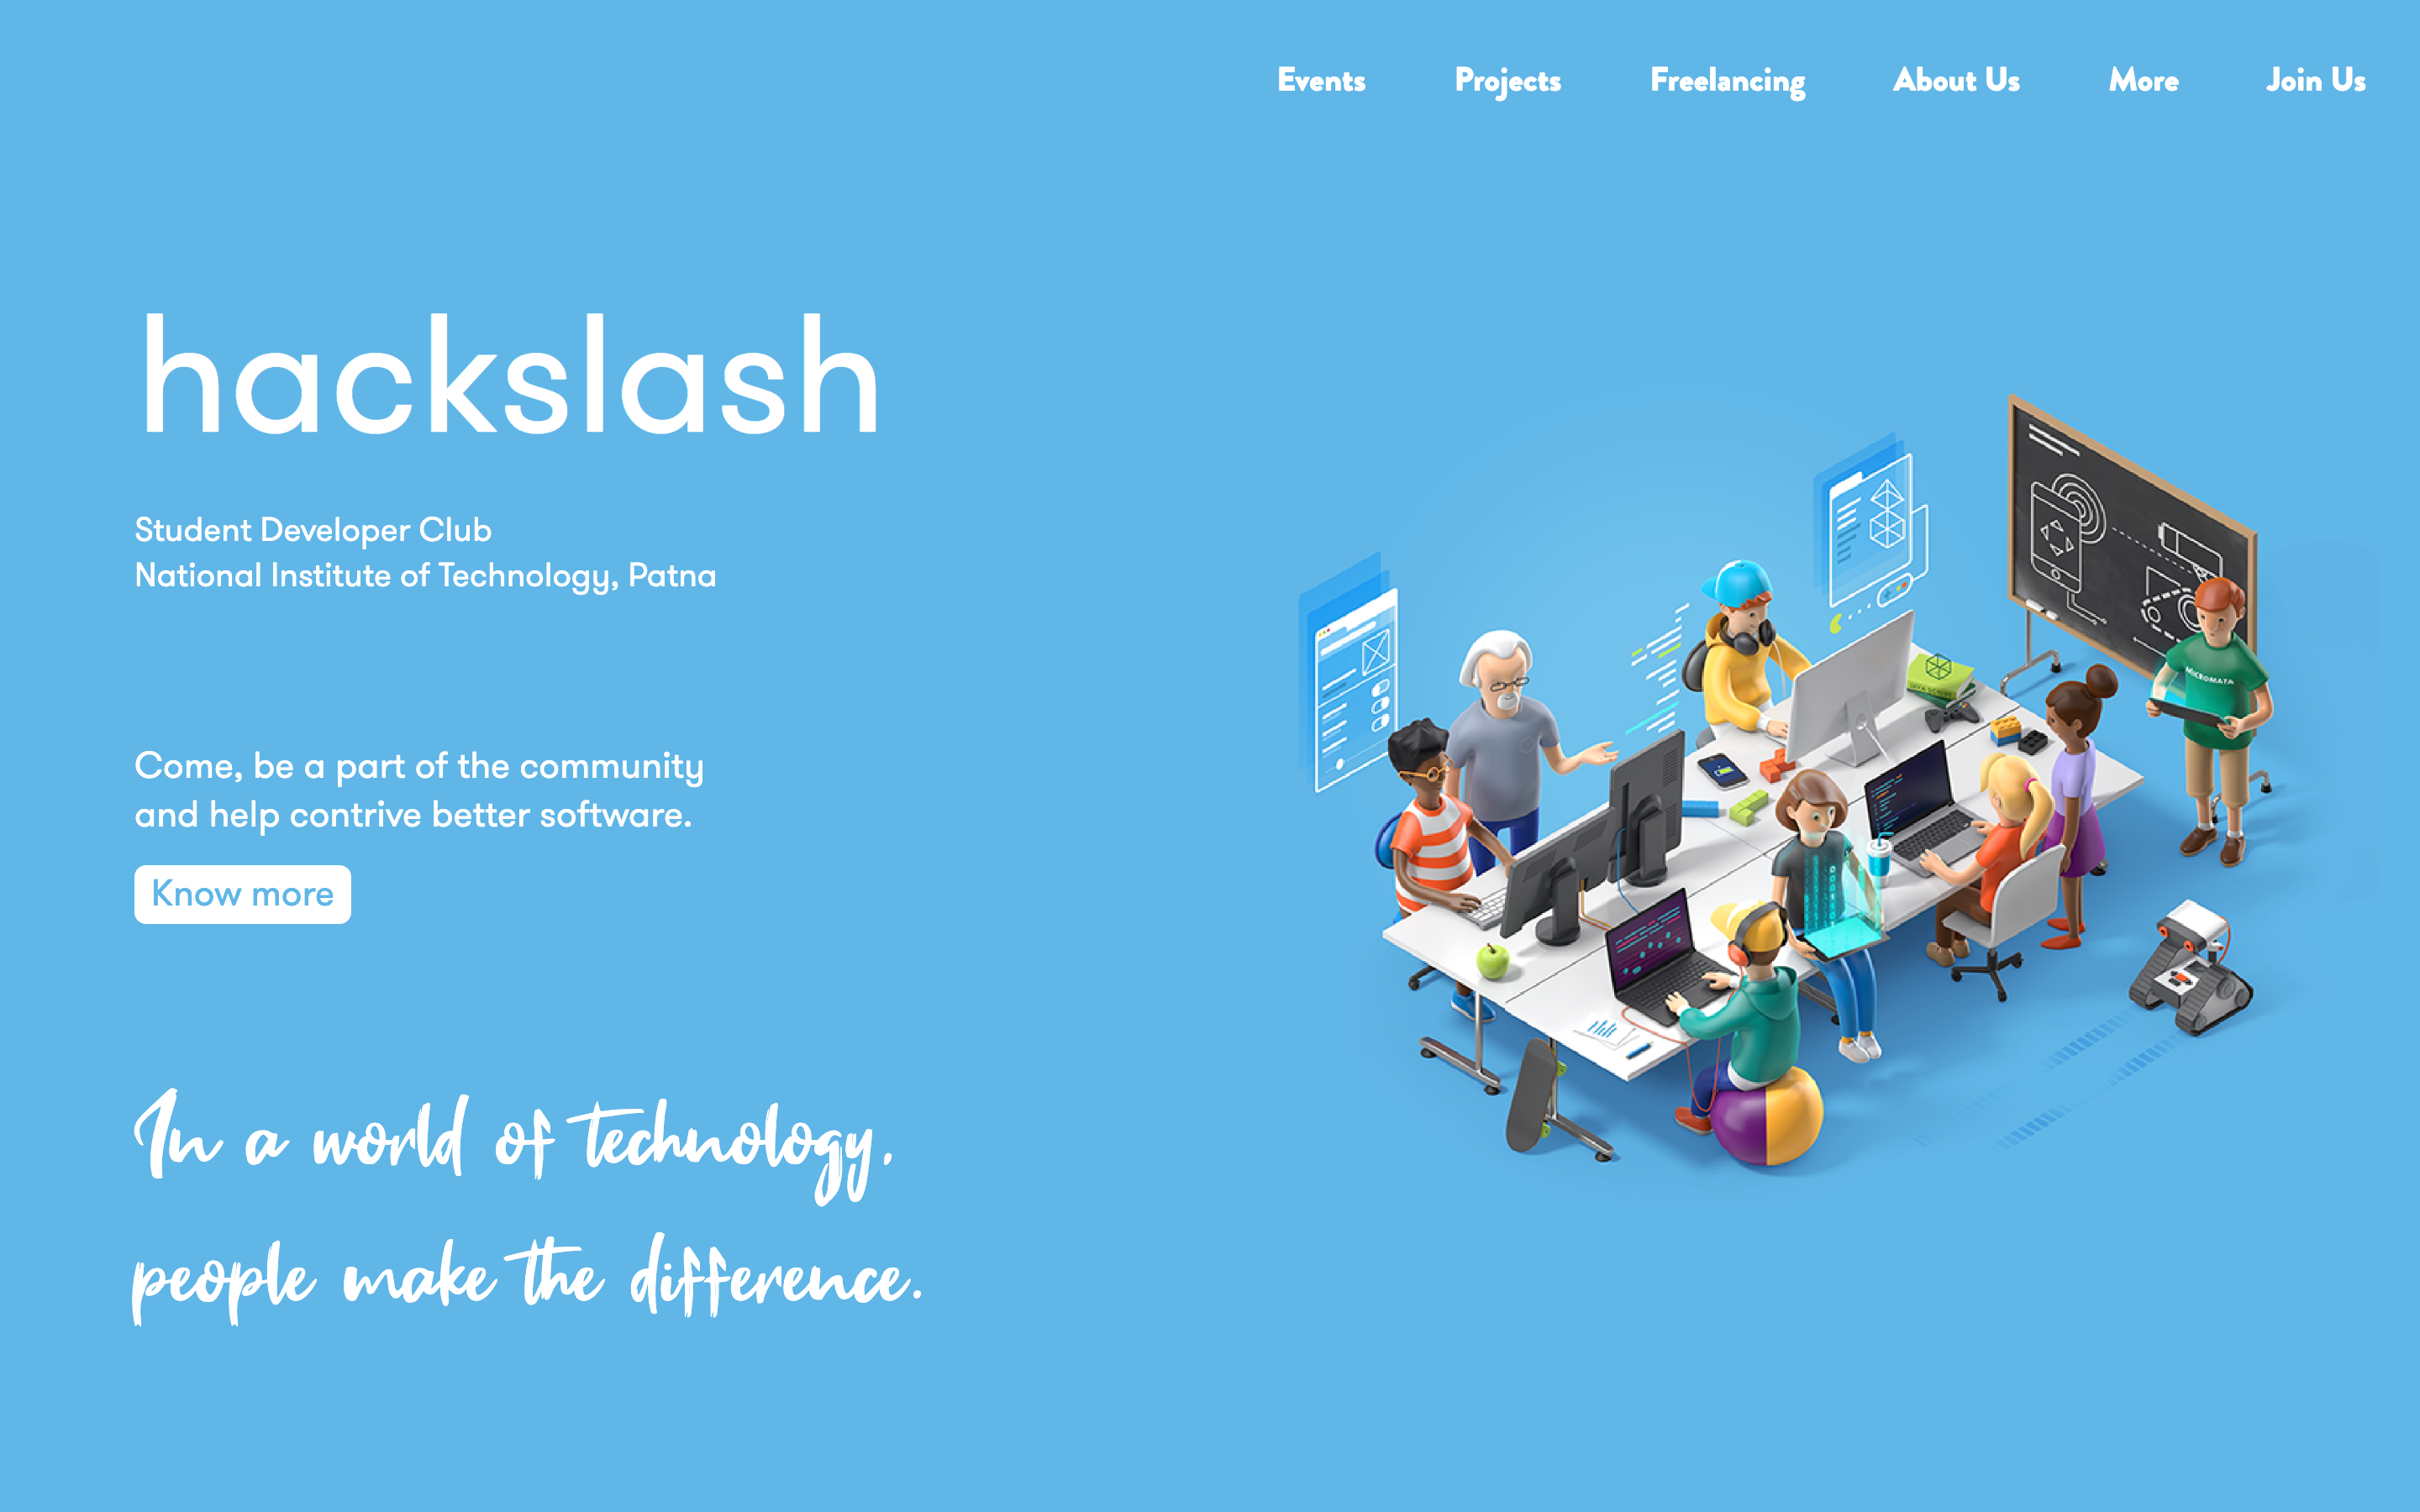 Events Projects Freelancing About Us More Join Us
hackslash
Student Developer Club
National Institute of Technology, Patna
Come, be a part of the community
and help contrive better software.
Know more
In a world of technology,
people make the difference.
MICROMATA